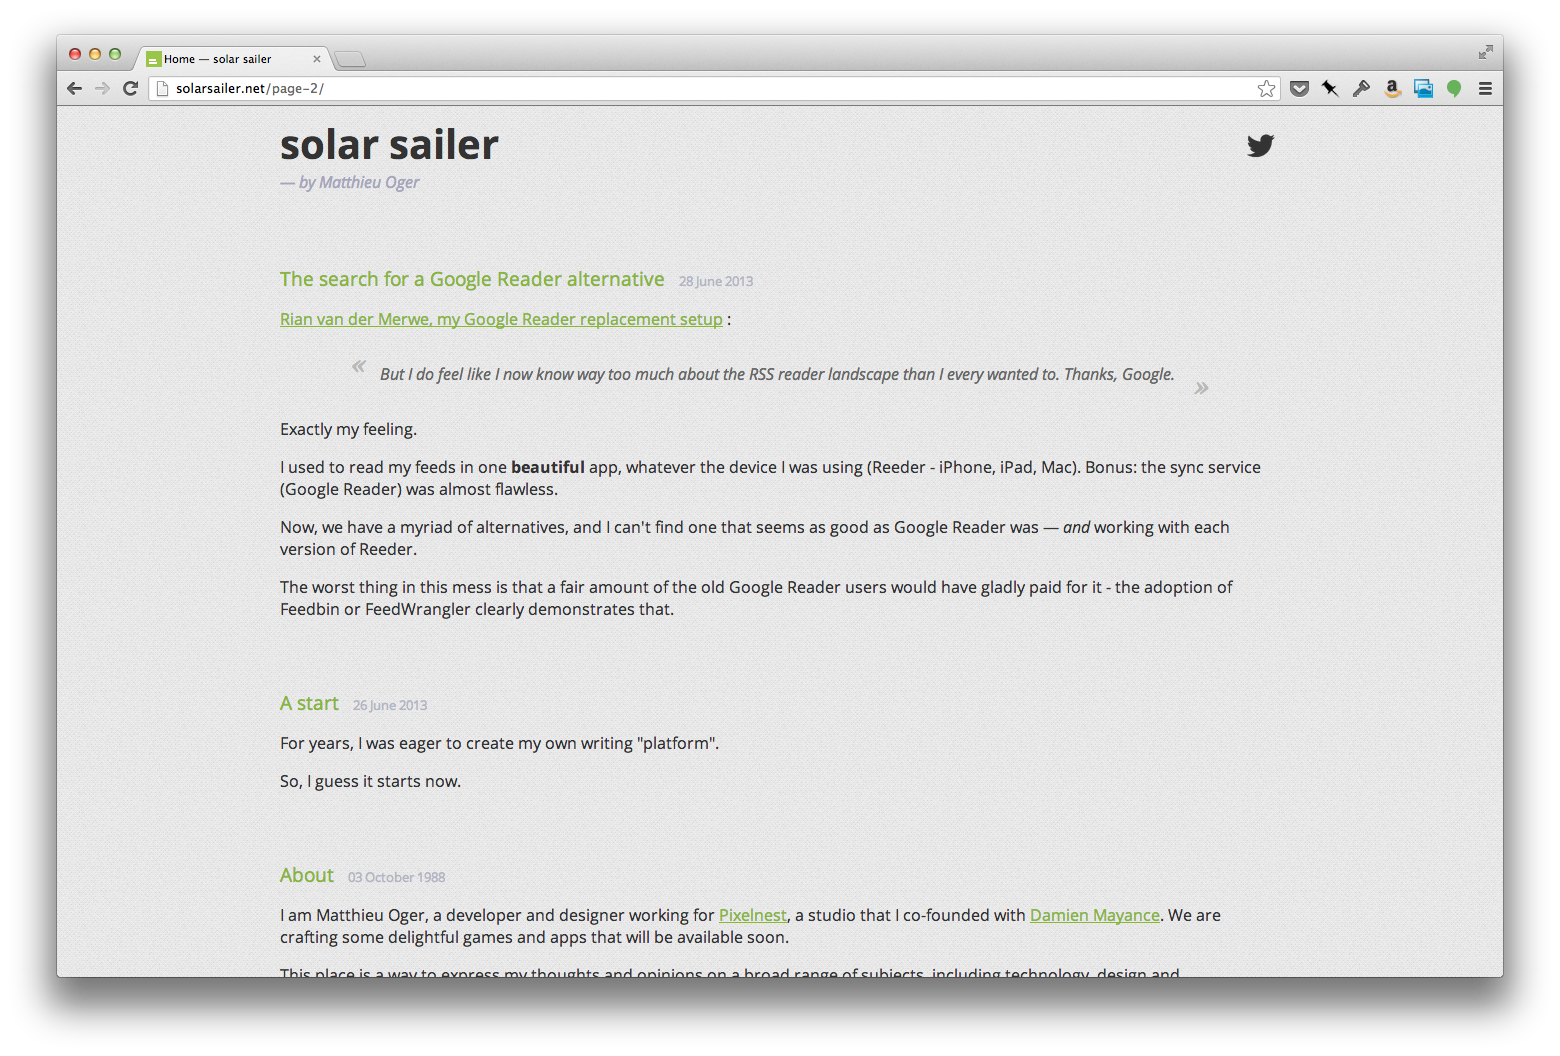 Home — solar sailer
solarsailer.net/page-2/
solar sailer
— by Matthieu Oger
The search for a Google Reader alternative 28 June 2013
Rian van der Merwe, my Google Reader replacement setup :
« But I do feel like I now know way too much about the RSS reader landscape than I every wanted to. Thanks, Google. »
Exactly my feeling.
I used to read my feeds in one beautiful app, whatever the device I was using (Reeder - iPhone, iPad, Mac). Bonus: the sync service
(Google Reader) was almost flawless.
Now, we have a myriad of alternatives, and I can't find one that seems as good as Google Reader was — and working with each
version of Reeder.
The worst thing in this mess is that a fair amount of the old Google Reader users would have gladly paid for it - the adoption of
Feedbin or FeedWrangler clearly demonstrates that.
A start 26 June 2013
For years, I was eager to create my own writing "platform".
So, I guess it starts now.
About 03 October 1988
I am Matthieu Oger, a developer and designer working for Pixelnest, a studio that I co-founded with Damien Mayance. We are
crafting some delightful games and apps that will be available soon.
This place is a way to express my thoughts and opinions on a broad range of subjects, including technology, design and